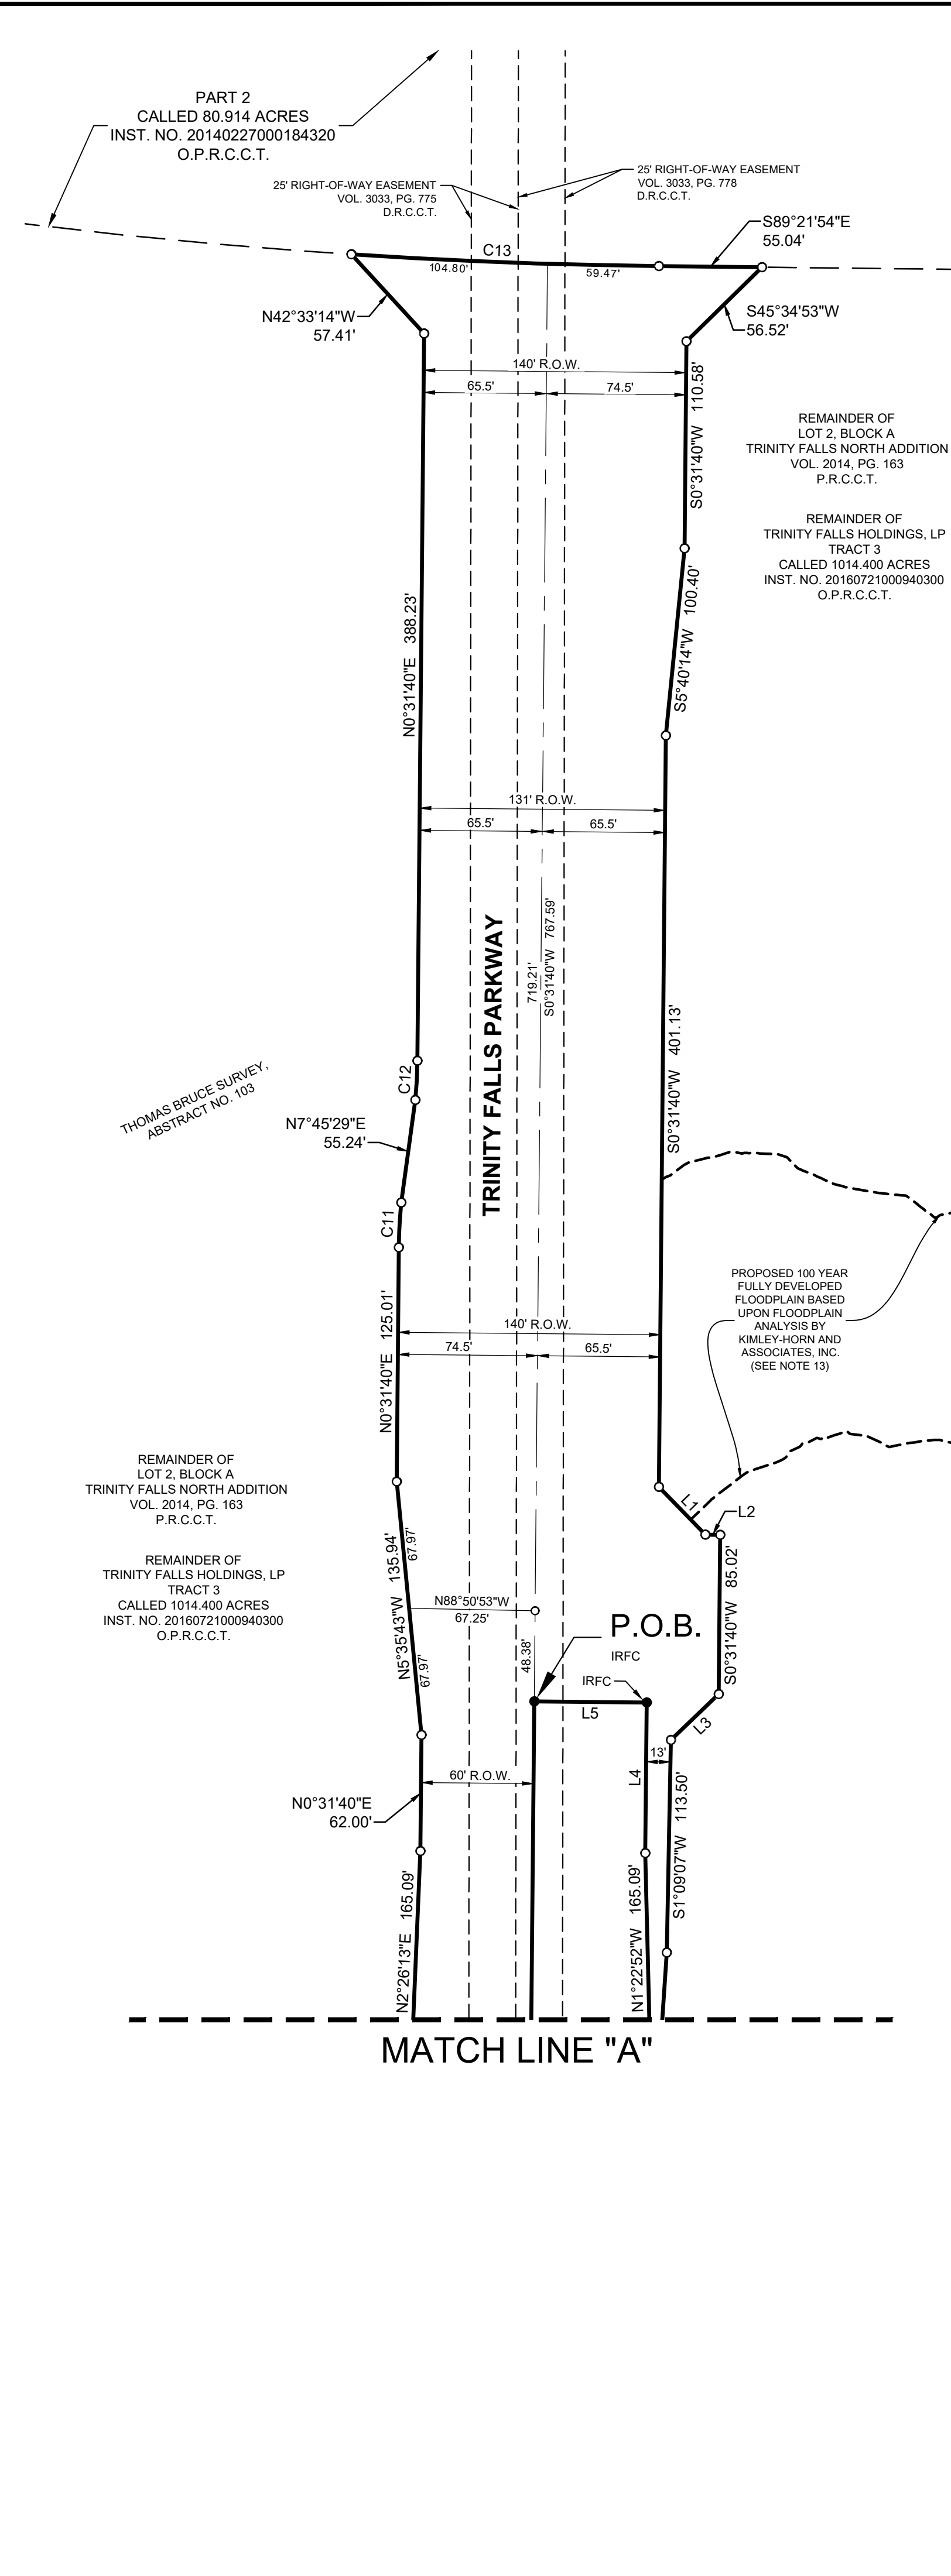 PART 2
CALLED 80.914 ACRES
INST. NO. 20140227000184320
O.P.R.C.C.T.
25' RIGHT-OF-WAY EASEMENT
VOL. 3033, PG. 775
D.R.C.C.T.
25' RIGHT-OF-WAY EASEMENT
VOL. 3033, PG. 778
D.R.C.C.T.
S89°21'54"E
55.04'
C13
104.80'
59.47'
N42°33'14"W
57.41'
S45°34'53"W
56.52'
140' R.O.W.
65.5'
74.5'
S0°31'40"W 110.58'
REMAINDER OF
LOT 2, BLOCK A
TRINITY FALLS NORTH ADDITION
VOL. 2014, PG. 163
P.R.C.C.T.
REMAINDER OF
TRINITY FALLS HOLDINGS, LP
TRACT 3
CALLED 1014.400 ACRES
INST. NO. 20160721000940300
O.P.R.C.C.T.
N0°31'40"E 388.23'
S5°40'14"W 100.40'
131' R.O.W.
65.5'
65.5'
TRINITY FALLS PARKWAY
719.21'
S0°31'40"W 767.59'
S0°31'40"W 401.13'
THOMAS BRUCE SURVEY,
ABSTRACT NO. 103
C12
N7°45'29"E
55.24'
C11
PROPOSED 100 YEAR
FULLY DEVELOPED
FLOODPLAIN BASED
UPON FLOODPLAIN
ANALYSIS BY
KIMLEY-HORN AND
ASSOCIATES, INC.
(SEE NOTE 13)
N0°31'40"E 125.01'
140' R.O.W.
74.5'
65.5'
REMAINDER OF
LOT 2, BLOCK A
TRINITY FALLS NORTH ADDITION
VOL. 2014, PG. 163
P.R.C.C.T.
REMAINDER OF
TRINITY FALLS HOLDINGS, LP
TRACT 3
CALLED 1014.400 ACRES
INST. NO. 20160721000940300
O.P.R.C.C.T.
L1
L2
N5°35'43"W 135.94'
67.97'
67.97'
N88°50'53"W
67.25'
48.38'
P.O.B.
IRFC
IRFC
S0°31'40"W 85.02'
L5
L3
13'
L4
60' R.O.W.
N0°31'40"E
62.00'
S1°09'07"W 113.50'
N2°26'13"E 165.09'
N1°22'52"W 165.09'
MATCH LINE "A"